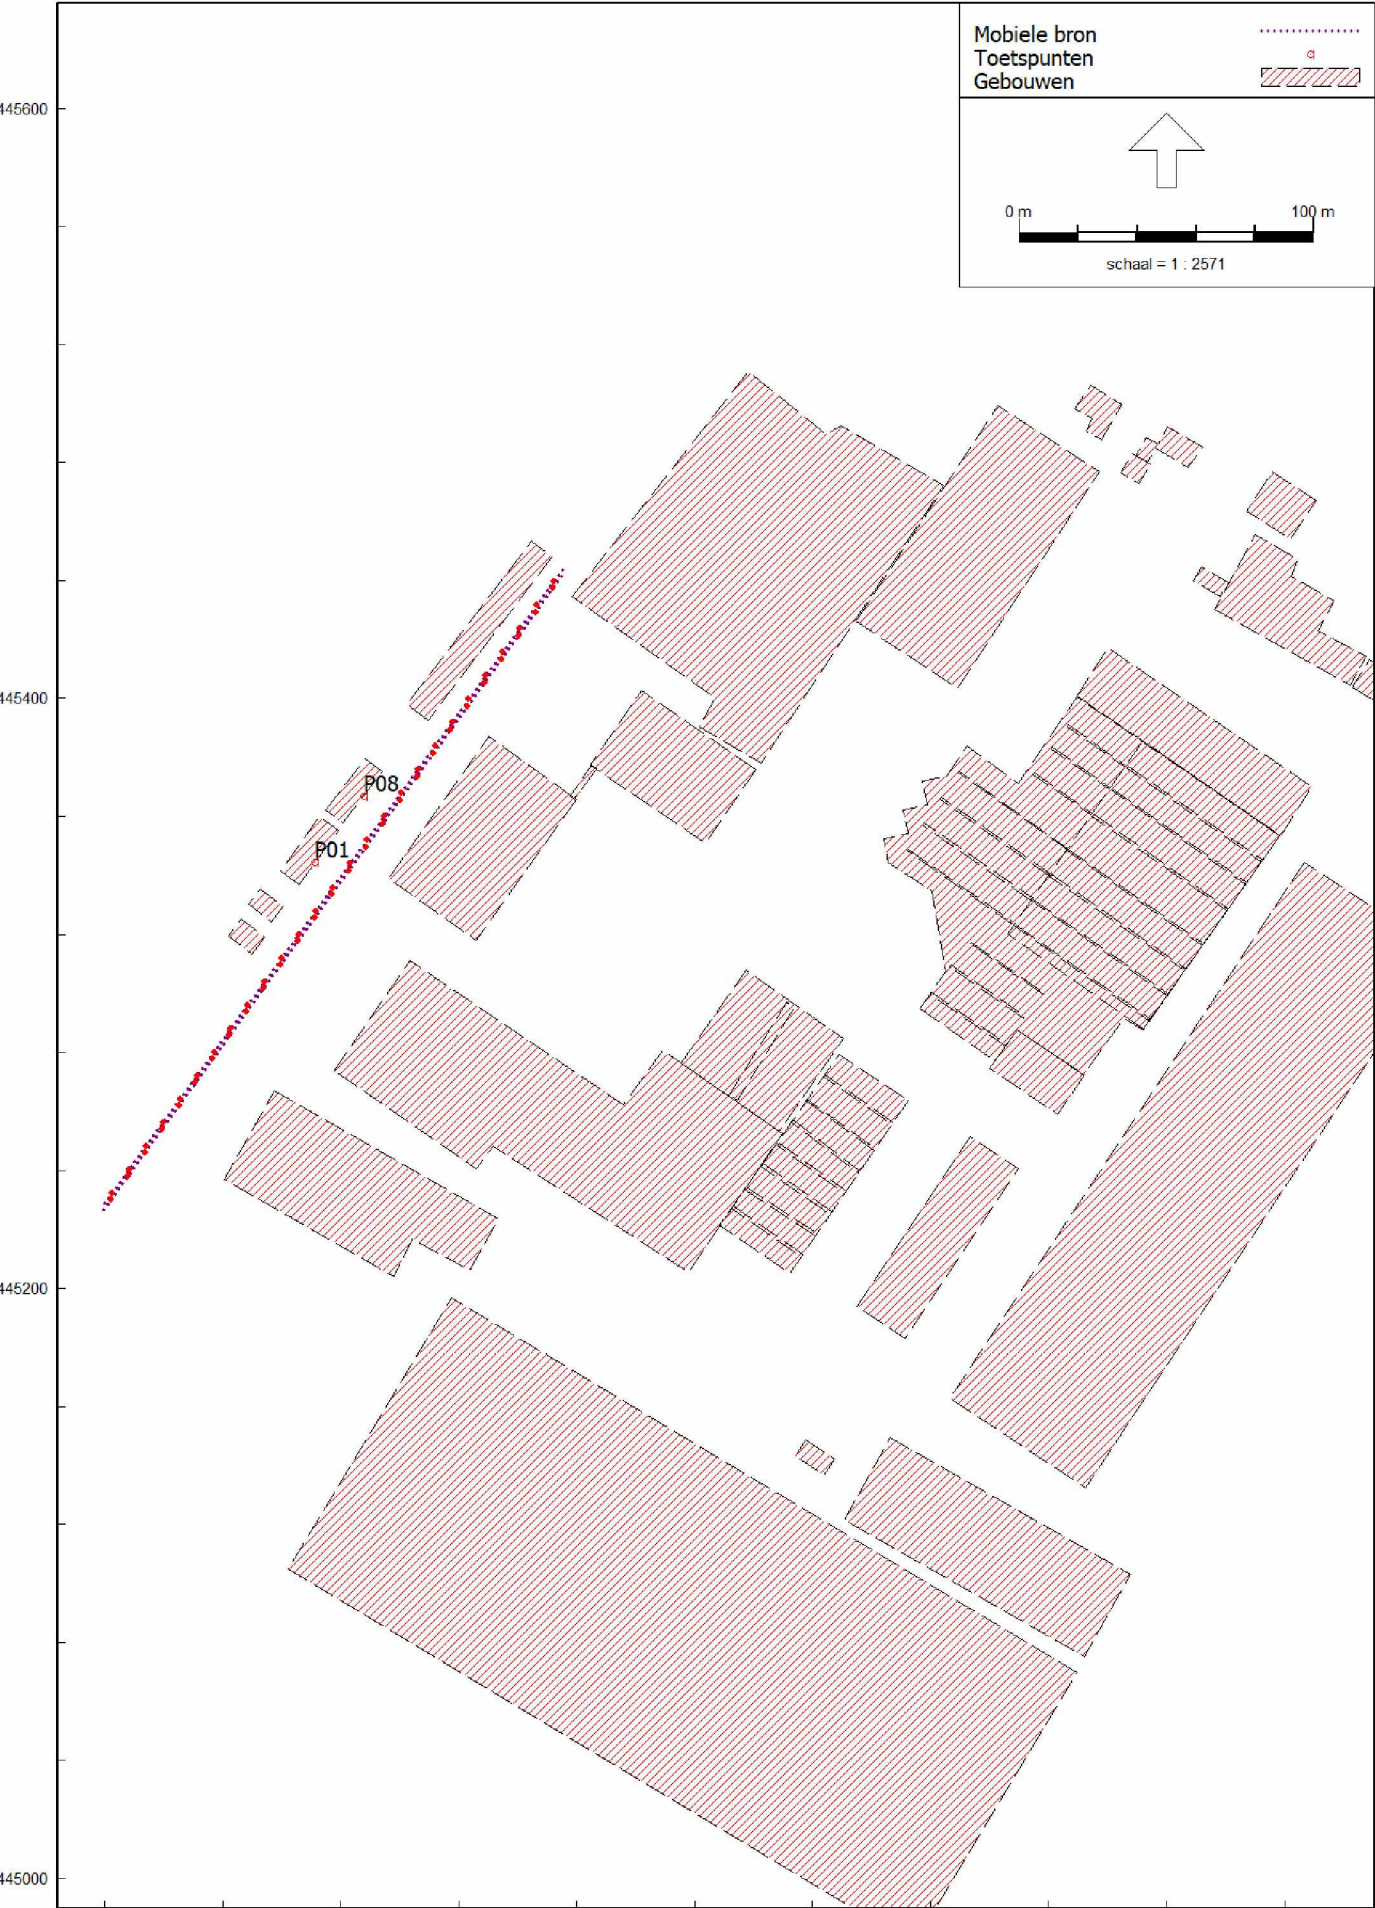 Mobiele bron
Toetspunten
Gebouwen
445600
0 m 100 m
schaal = 1 : 2571
445400
P08
P01
445200
445000